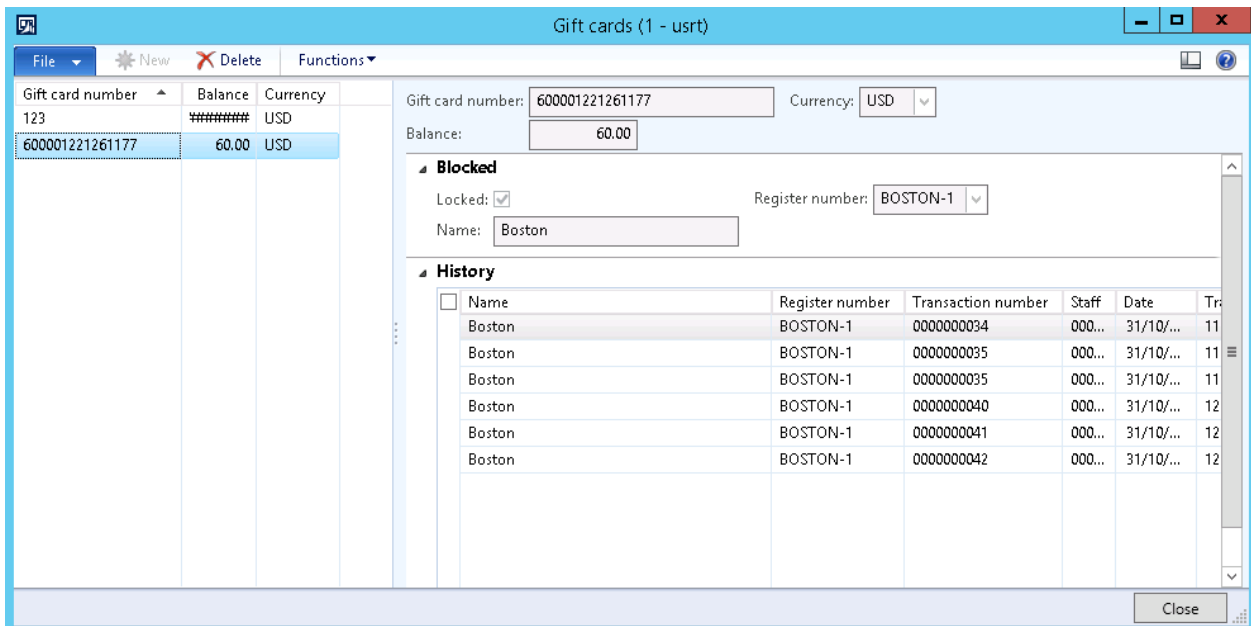 Gift cards (1 - usrt)
File New Delete Functions
Gift card number Balance Currency
123 ######## USD
600001221261177 60.00 USD
Gift card number: 600001221261177 Currency: USD
Balance: 60.00
Blocked
Locked: Register number: BOSTON-1
Name: Boston
History
Name Register number Transaction number Staff Date Tra
Boston BOSTON-1 0000000034 000... 31/10/... 11
Boston BOSTON-1 0000000035 000... 31/10/... 11
Boston BOSTON-1 0000000035 000... 31/10/... 11
Boston BOSTON-1 0000000040 000... 31/10/... 12
Boston BOSTON-1 0000000041 000... 31/10/... 12
Boston BOSTON-1 0000000042 000... 31/10/... 12
Close